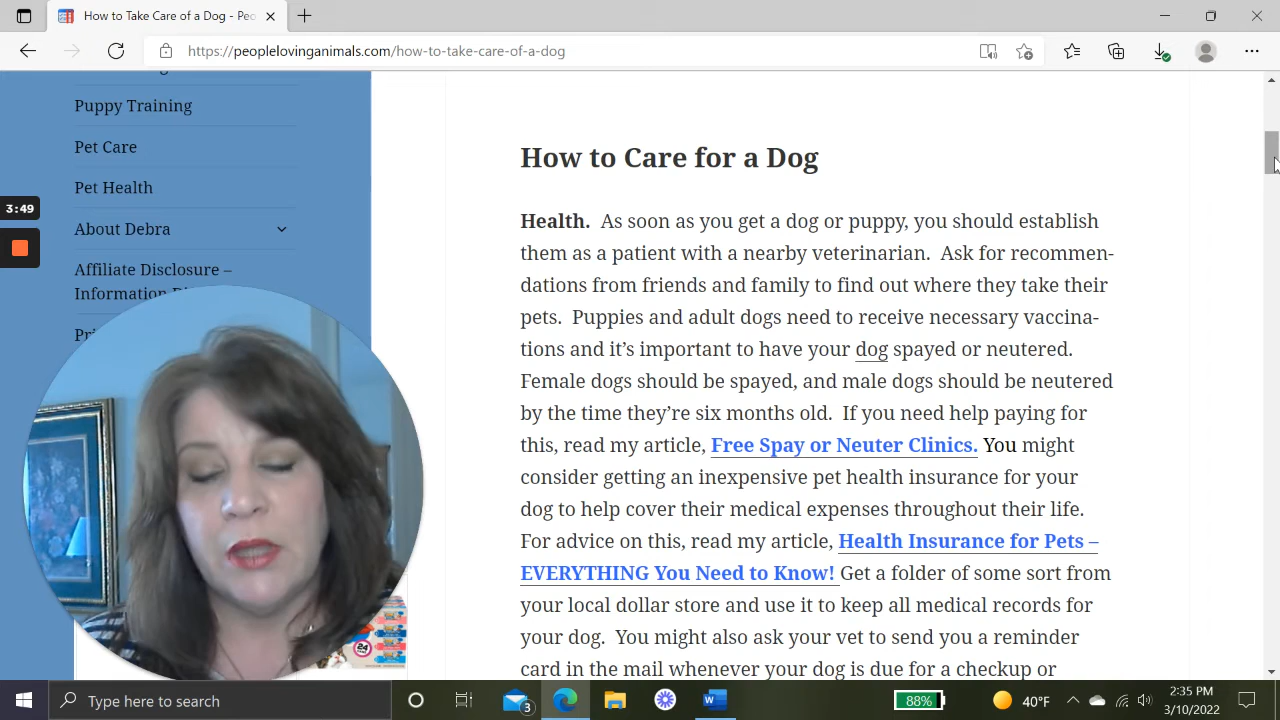 How to Take Care of a Dog - Peo
https://peoplelovinganimals.com/how-to-take-care-of-a-dog
Puppy Training
Pet Care
Pet Health
3:49
About Debra
Affiliate Disclosure –
Information
How to Care for a Dog
Health. As soon as you get a dog or puppy, you should establish
them as a patient with a nearby veterinarian. Ask for recommen-
dations from friends and family to find out where they take their
pets. Puppies and adult dogs need to receive necessary vaccina-
tions and it's important to have your dog spayed or neutered.
Female dogs should be spayed, and male dogs should be neutered
by the time they're six months old. If you need help paying for
this, read my article, Free Spay or Neuter Clinics. You might
consider getting an inexpensive pet health insurance for your
dog to help cover their medical expenses throughout their life.
For advice on this, read my article, Health Insurance for Pets –
EVERYTHING You Need to Know! Get a folder of some sort from
your local dollar store and use it to keep all medical records for
your dog. You might also ask your vet to send you a reminder
card in the mail whenever your dog is due for a checkup or
24
Type here to search
3
88%
40°F
2:35 PM
3/10/2022